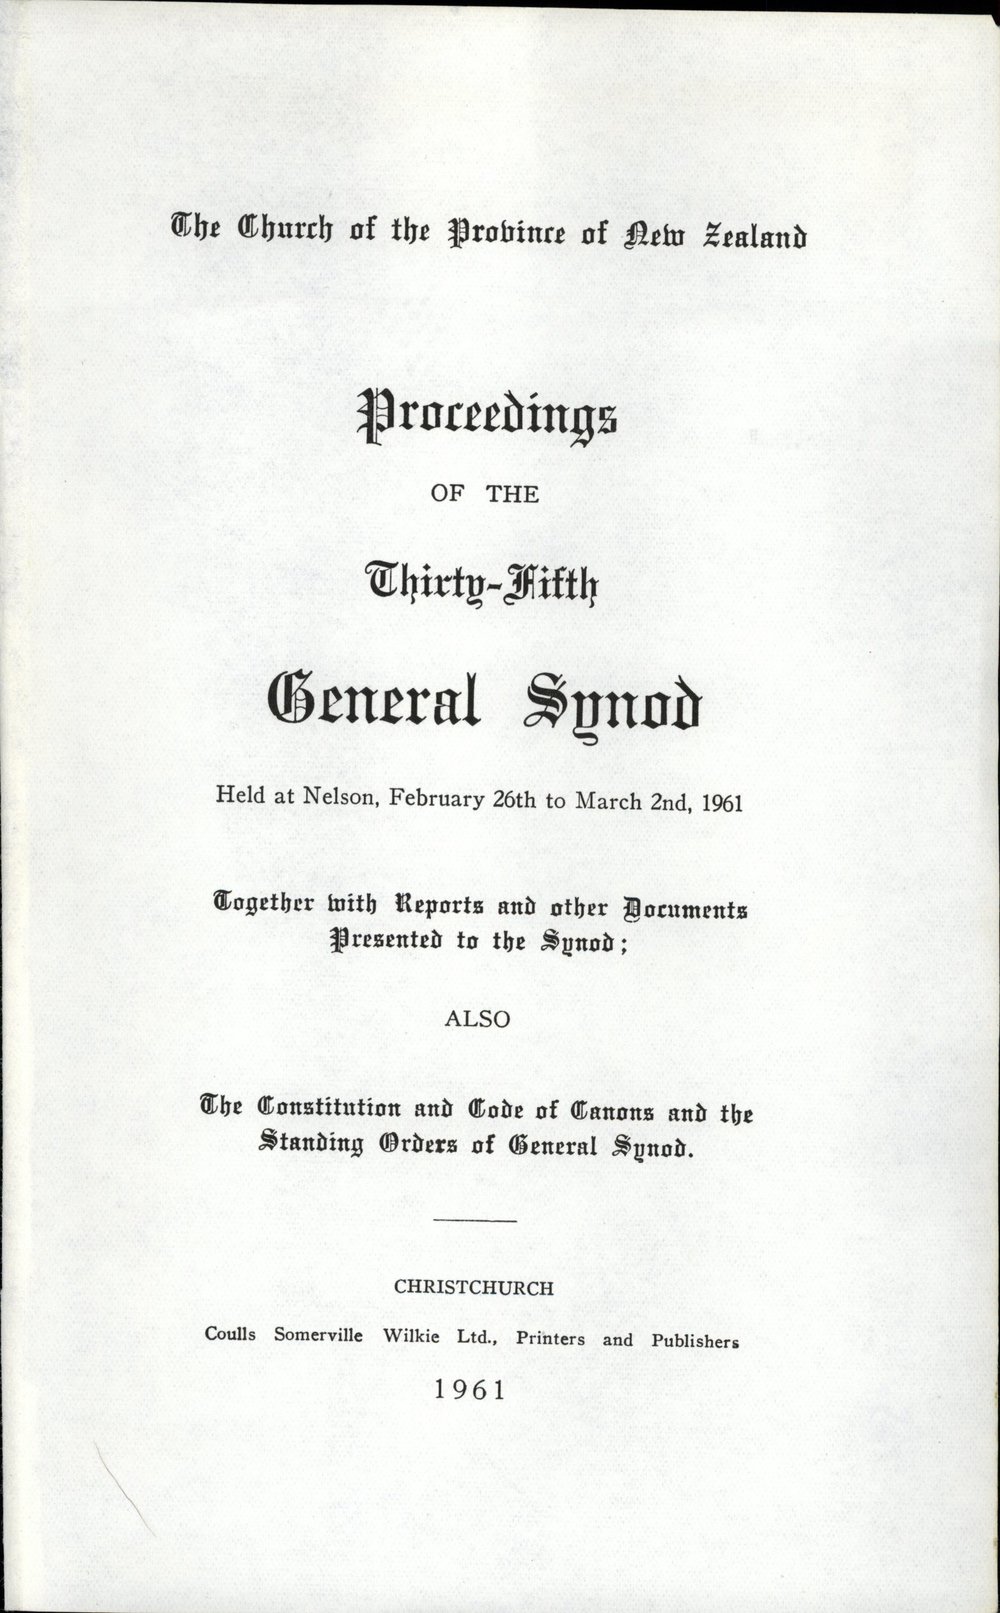 The Church of the Province of New Zealand
Proceedings
OF THE
Thirty-Fifth
General Synod
Held at Nelson, February 26th to March 2nd, 1961
Together with Reports and other Documents
Presented to the Synod;
ALSO
The Constitution and Code of Canons and the
Standing Orders of General Synod.
CHRISTCHURCH
Coulls Somerville Wilkie Ltd., Printers and Publishers
1961